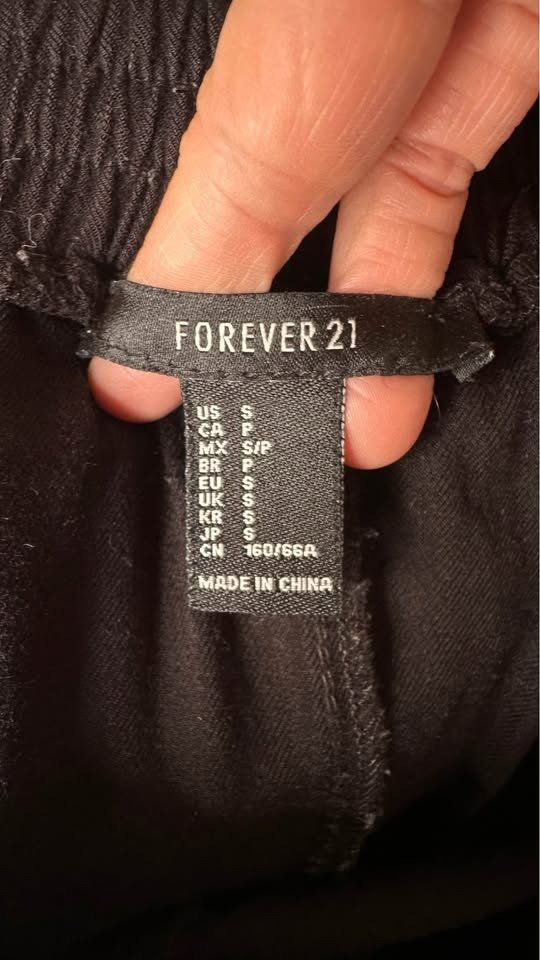 FOREVER 21
US S
CA P
MX S/P
BR P
EU S
UK S
KR S
JP S
CN 160/66A
MADE IN CHINA